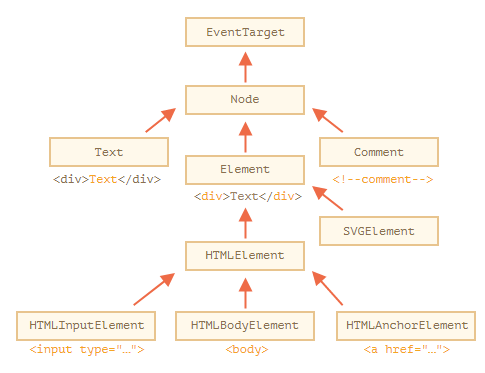 EventTarget
Node
Text
<div>Text</div>
Element
<div>Text</div>
Comment
<!--comment-->
SVGElement
HTMLElement
HTMLInputElement
<input type="…">
HTMLBodyElement
<body>
HTMLAnchorElement
<a href="…">